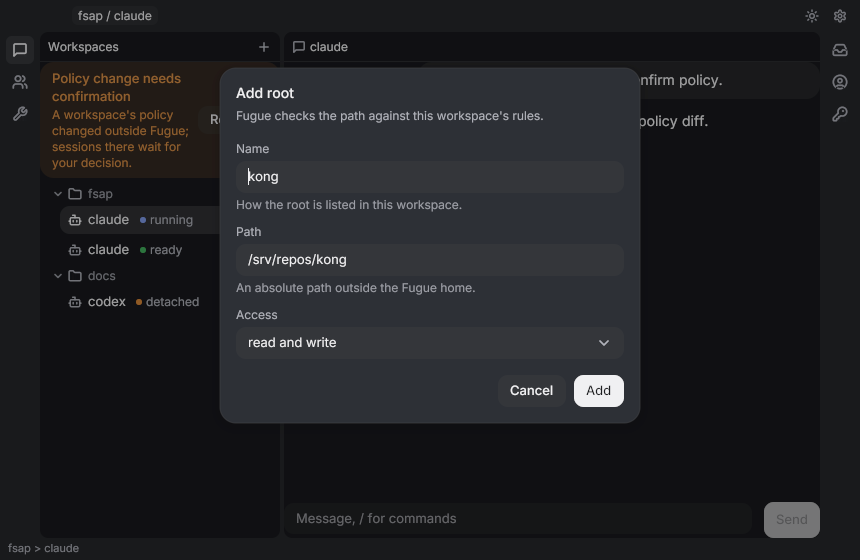 fsap / claude
Workspaces
claude
Policy change needs
confirmation
A workspace's policy
changed outside Fugue;
sessions there wait for
your decision.
fsap
claude running
claude ready
docs
codex detached
nfirm policy.
policy diff.
Add root
Fugue checks the path against this workspace's rules.
Name
kong
How the root is listed in this workspace.
Path
/srv/repos/kong
An absolute path outside the Fugue home.
Access
read and write
Cancel
Add
Message, / for commands
Send
fsap > claude